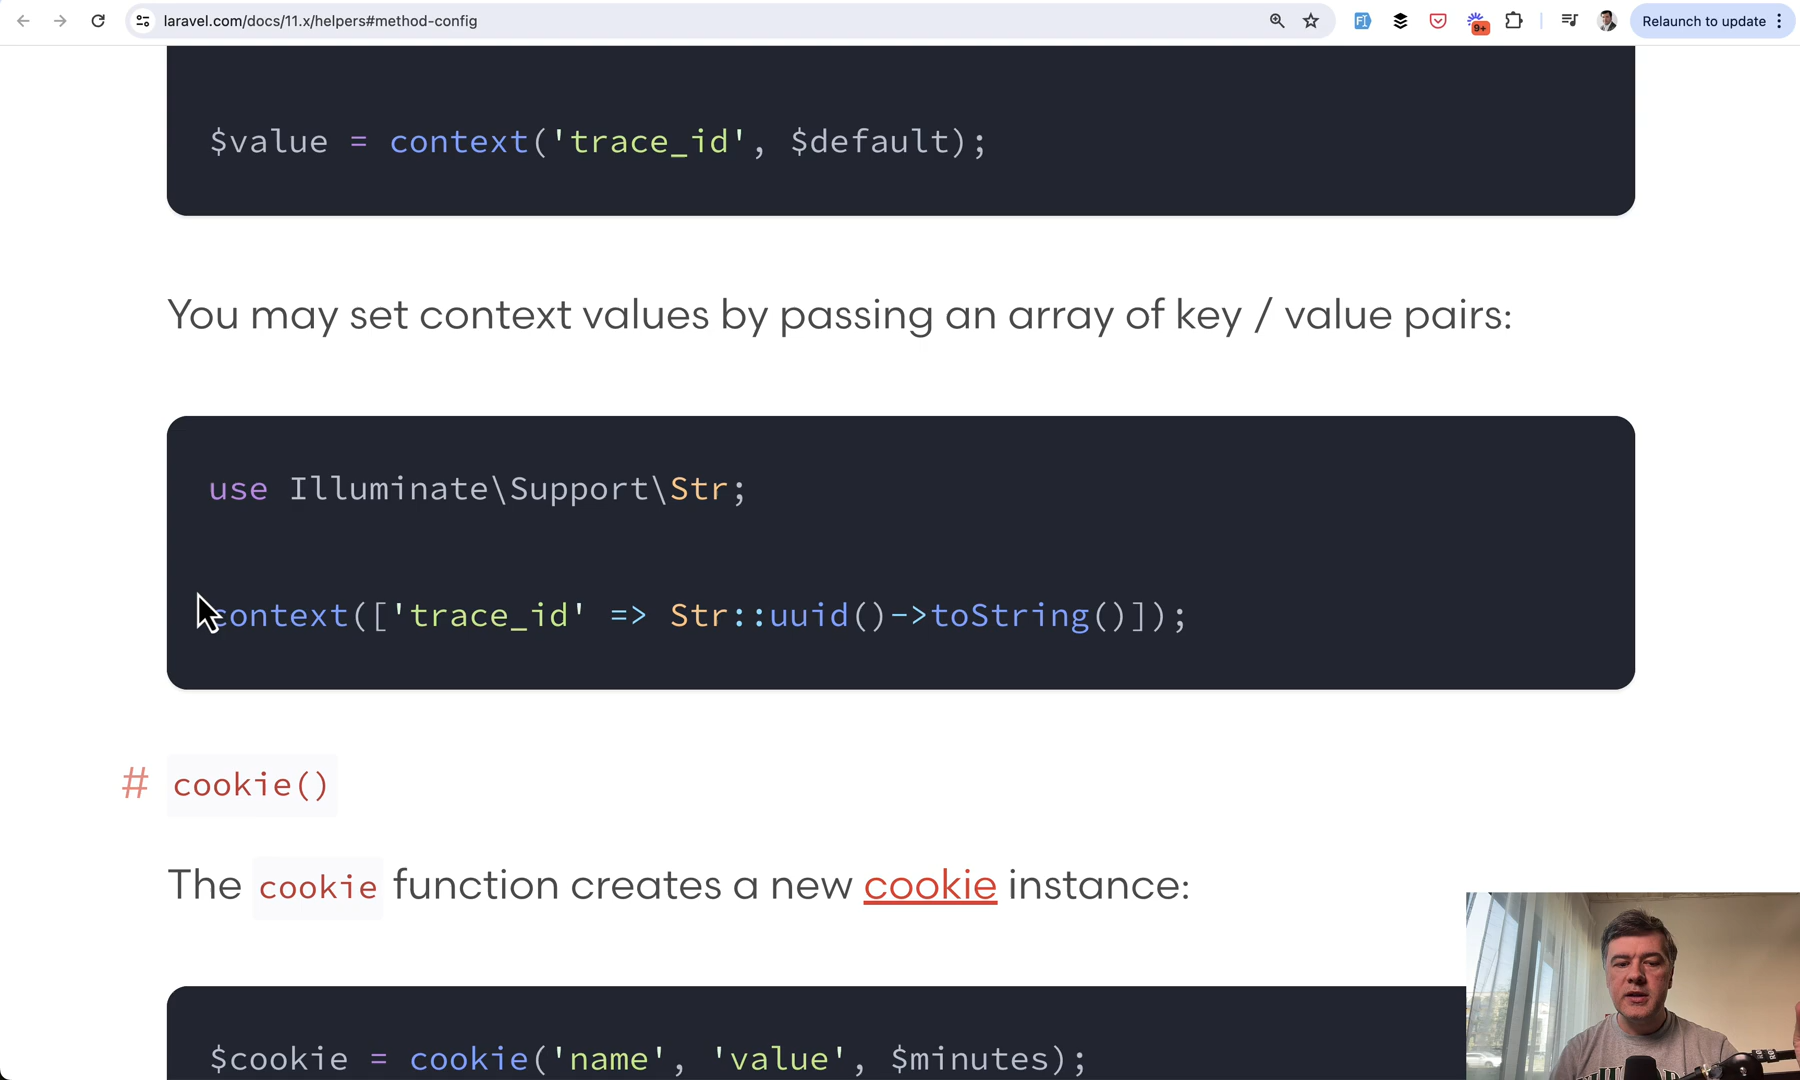 laravel.com/docs/11.x/helpers#method-config
9+
Relaunch to update
$value = context('trace_id', $default);
You may set context values by passing an array of key / value pairs:
use Illuminate\Support\Str;
context(['trace_id' => Str::uuid()->toString()]);
# cookie()
The cookie function creates a new cookie instance:
$cookie = cookie('name', 'value', $minutes);